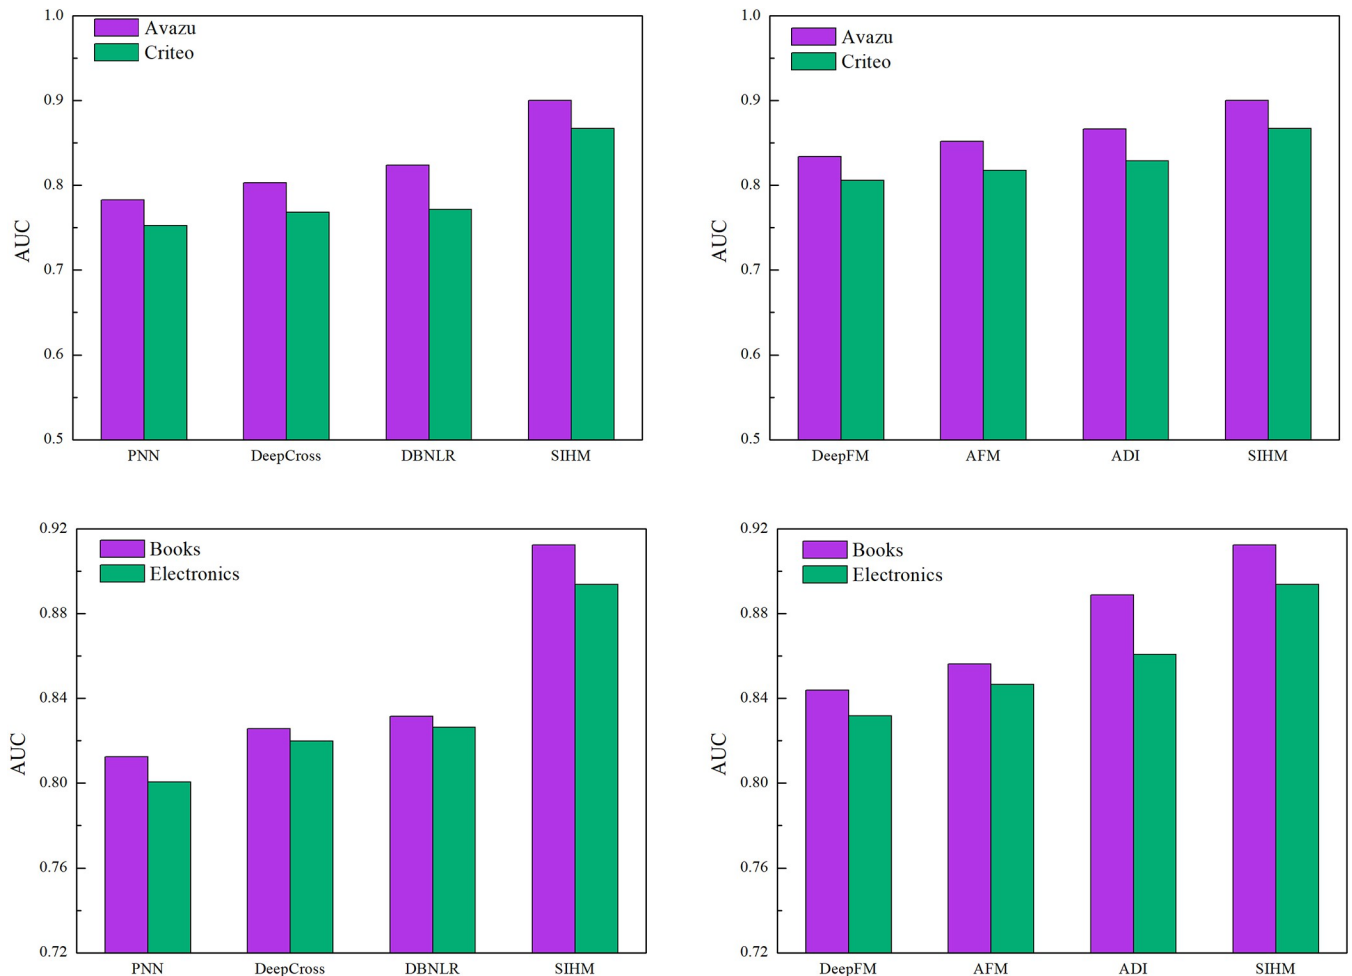 1.0
Avazu
Criteo
0.9
0.8
AUC
0.7
0.6
0.5
PNN DeepCross DBNLR SIHM
1.0
Avazu
Criteo
0.9
0.8
AUC
0.7
0.6
0.5
DeepFM AFM ADI SIHM
0.92
Books
Electronics
0.88
0.84
AUC
0.80
0.76
0.72
PNN DeepCross DBNLR SIHM
0.92
Books
Electronics
0.88
0.84
AUC
0.80
0.76
0.72
DeepFM AFM ADI SIHM